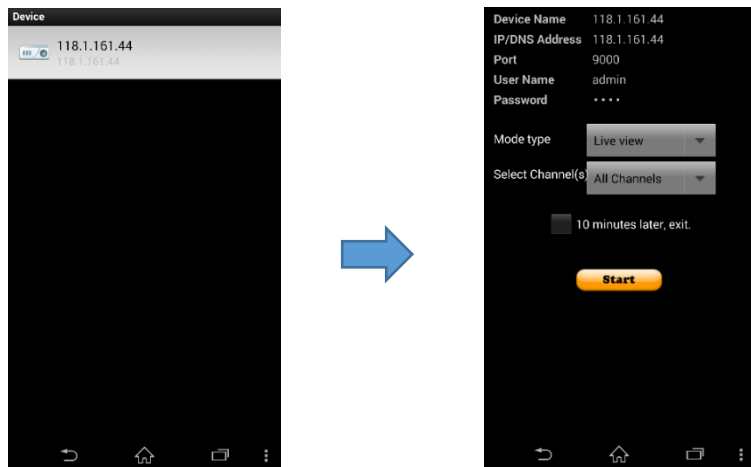 Device
118.1.161.44
118.1.161.44
Device Name 118.1.161.44
IP/DNS Address 118.1.161.44
Port 9000
User Name admin
Password ····
Mode type Live view
Select Channel(s) All Channels
10 minutes later, exit.
Start